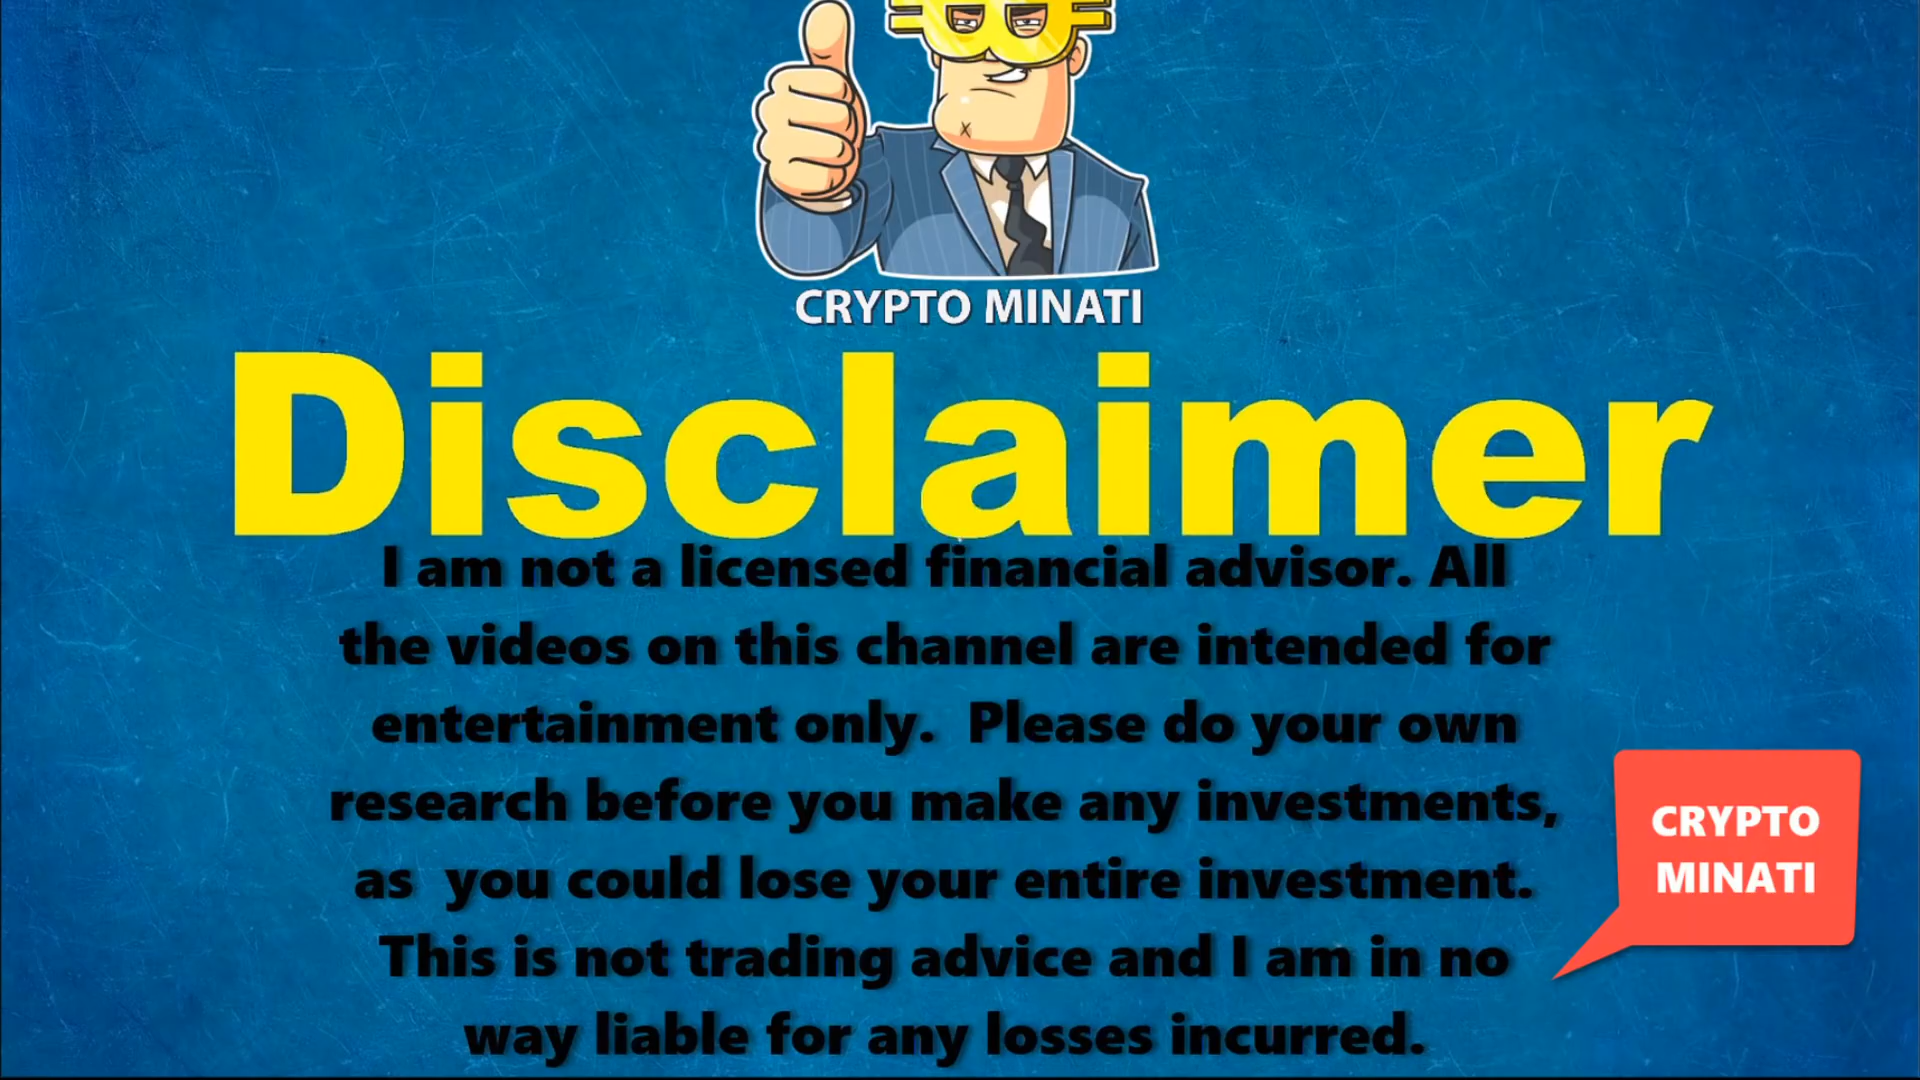 CRYPTO MINATI
Disclaimer
I am not a licensed financial advisor. All
the videos on this channel are intended for
entertainment only.  Please do your own
research before you make any investments,
as  you could lose your entire investment.
This is not trading advice and I am in no
way liable for any losses incurred.
CRYPTO
MINATI